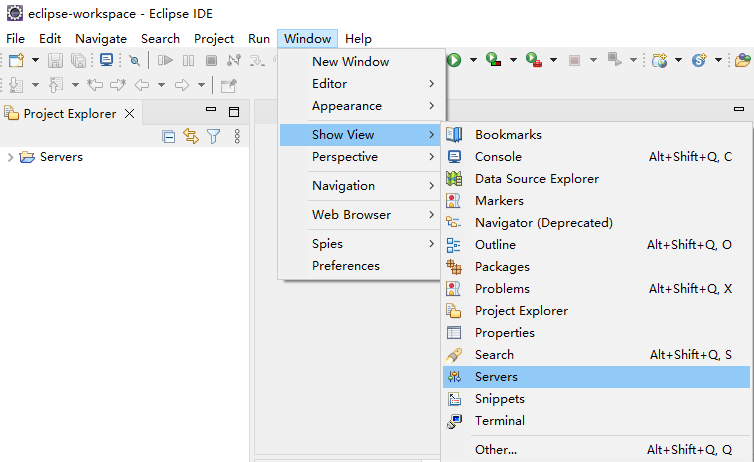 eclipse-workspace - Eclipse IDE
File Edit Navigate Search Project Run Window Help
New Window
Editor
Appearance
Show View
Perspective
Navigation
Web Browser
Spies
Preferences
Project Explorer
Servers
Bookmarks
Console Alt+Shift+Q, C
Data Source Explorer
Markers
Navigator (Deprecated)
Outline Alt+Shift+Q, O
Packages
Problems Alt+Shift+Q, X
Project Explorer
Properties
Search Alt+Shift+Q, S
Servers
Snippets
Terminal
Other... Alt+Shift+Q, Q